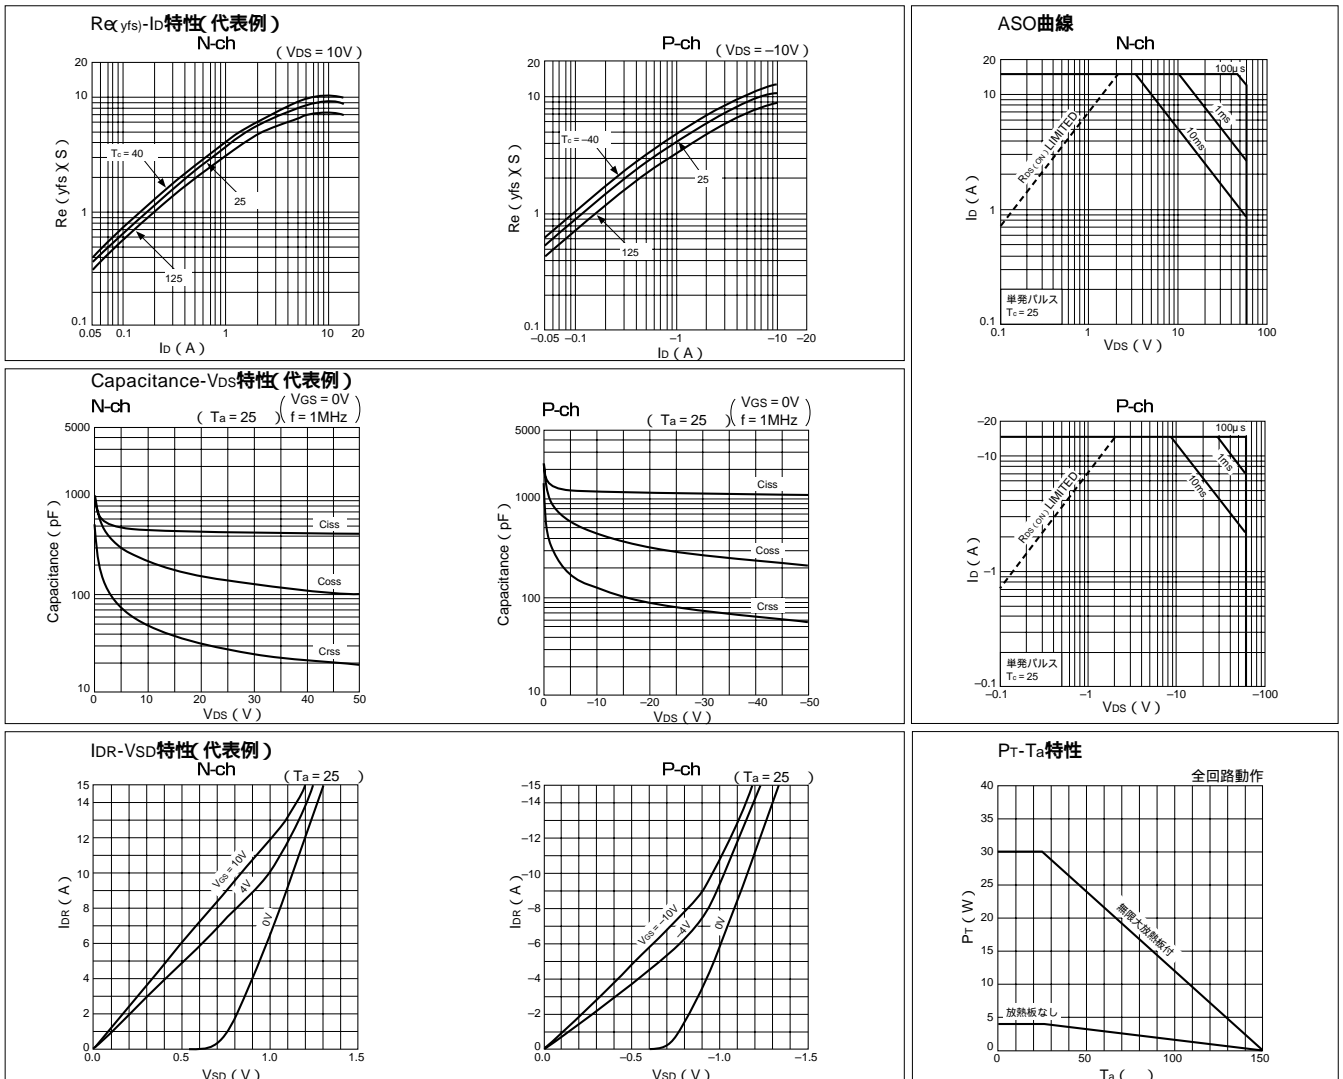 Re(yfs)-ID特性(代表例)
N-ch
(VDS = 10V)
20
10
1
0.1
Re (yfs)(S)
Tc = 40
25
125
0.05 0.1 1 10 20
ID (A)
P-ch
(VDS = –10V)
20
10
1
0.1
Re (yfs)(S)
Tc = –40
25
125
–0.05 –0.1 –1 –10 –20
ID (A)
Capacitance-VDS特性(代表例)
N-ch
(Ta = 25 )
VGS = 0V
f = 1MHz
5000
1000
100
10
Capacitance (pF)
Ciss
Coss
Crss
0 10 20 30 40 50
VDS (V)
P-ch
(Ta = 25 )
VGS = 0V
f = 1MHz
5000
1000
100
10
Capacitance (pF)
Ciss
Coss
Crss
0 –10 –20 –30 –40 –50
VDS (V)
IDR-VSD特性(代表例)
N-ch
(Ta = 25 )
15
14
12
10
8
6
4
2
0
IDR (A)
VGS = 10V
4V
0V
0.0 0.5 1.0 1.5
VSD (V)
P-ch
(Ta = 25 )
–15
–14
–12
–10
–8
–6
–4
–2
0
IDR (A)
VGS = –10V
–4V
0V
0.0 –0.5 –1.0 –1.5
VSD (V)
ASO曲線
N-ch
20
10
1
0.1
ID (A)
RDS (ON) LIMITED
100μs
1ms
10ms
単発パルス
Tc = 25
0.1 1 10 100
VDS (V)
P-ch
–20
–10
–1
–0.1
ID (A)
RDS (ON) LIMITED
100μs
1ms
10ms
単発パルス
Tc = 25
–0.1 –1 –10 –100
VDS (V)
PT-Ta特性
全回路動作
40
35
30
25
20
15
10
5
0
PT (W)
無限大放熱板付
放熱板なし
0 50 100 150
Ta ( )